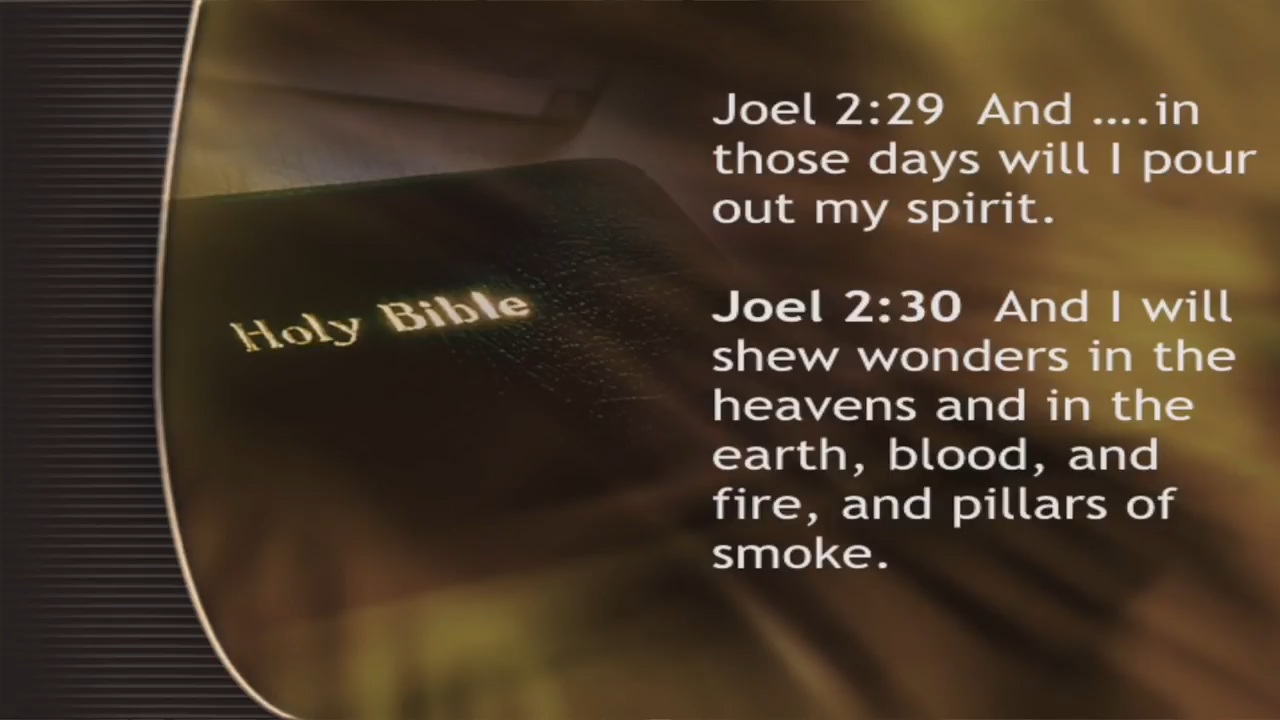 Holy Bible
Joel 2:29  And ....in
those days will I pour
out my spirit.
Joel 2:30  And I will
shew wonders in the
heavens and in the
earth, blood, and
fire, and pillars of
smoke.